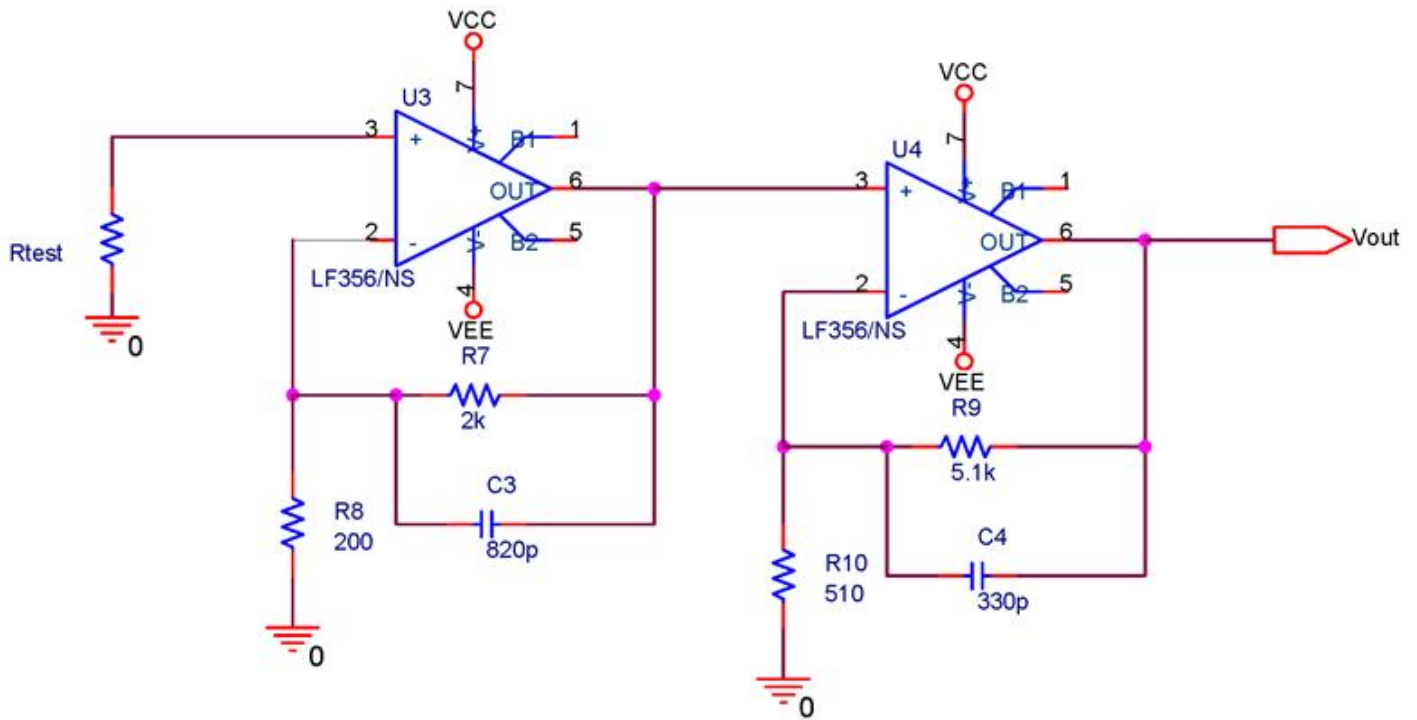 VCC
7
U3
3
+
V+
B1
1
OUT
6
2
-
V-
B2
5
LF356/NS
4
VEE
Rtest
0
R7
2k
C3
820p
R8
200
0
VCC
7
U4
3
+
V+
B1
1
OUT
6
Vout
2
-
V-
B2
5
LF356/NS
4
VEE
R9
5.1k
C4
330p
R10
510
0